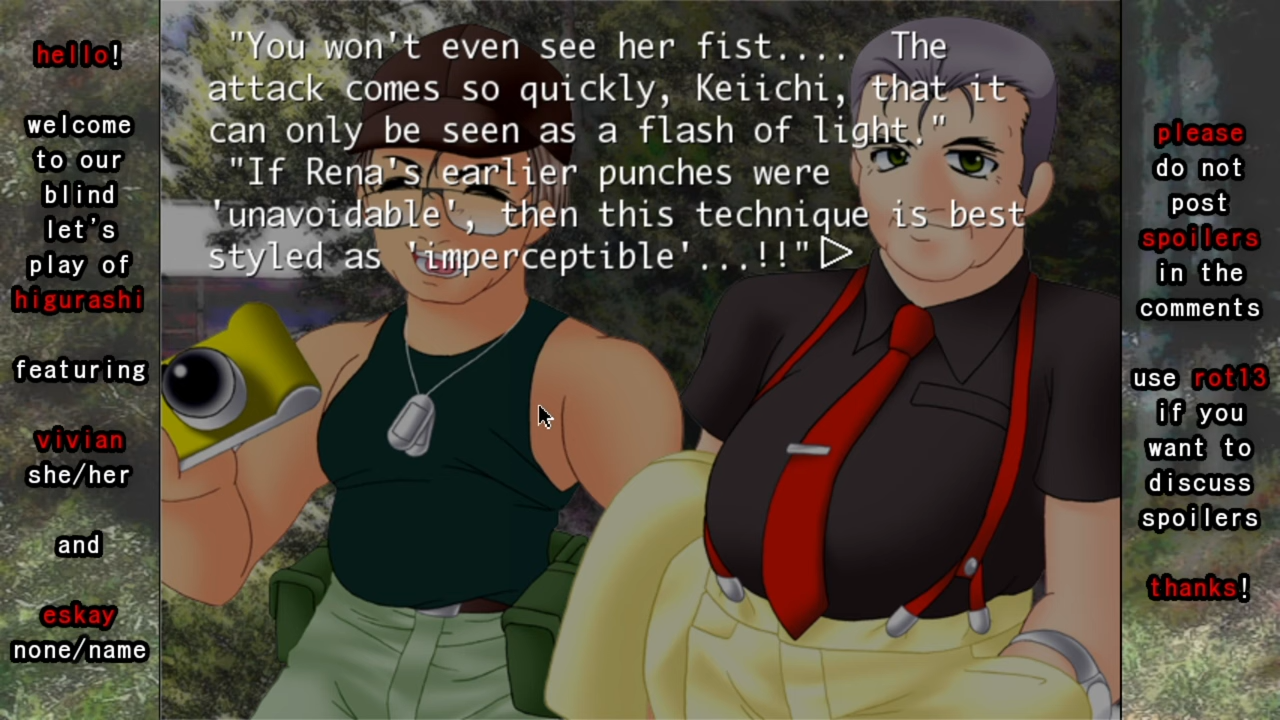 hello!
welcome
to our
blind
let's
play of
higurashi
featuring
vivian
she/her
and
eskay
none/name
"You won't even see her fist.... The
attack comes so quickly, Keiichi, that it
can only be seen as a flash of light."
"If Rena's earlier punches were
'unavoidable', then this technique is best
styled as 'imperceptible'...!!"
please
do not
post
spoilers
in the
comments
use rot13
if you
want to
discuss
spoilers
thanks!